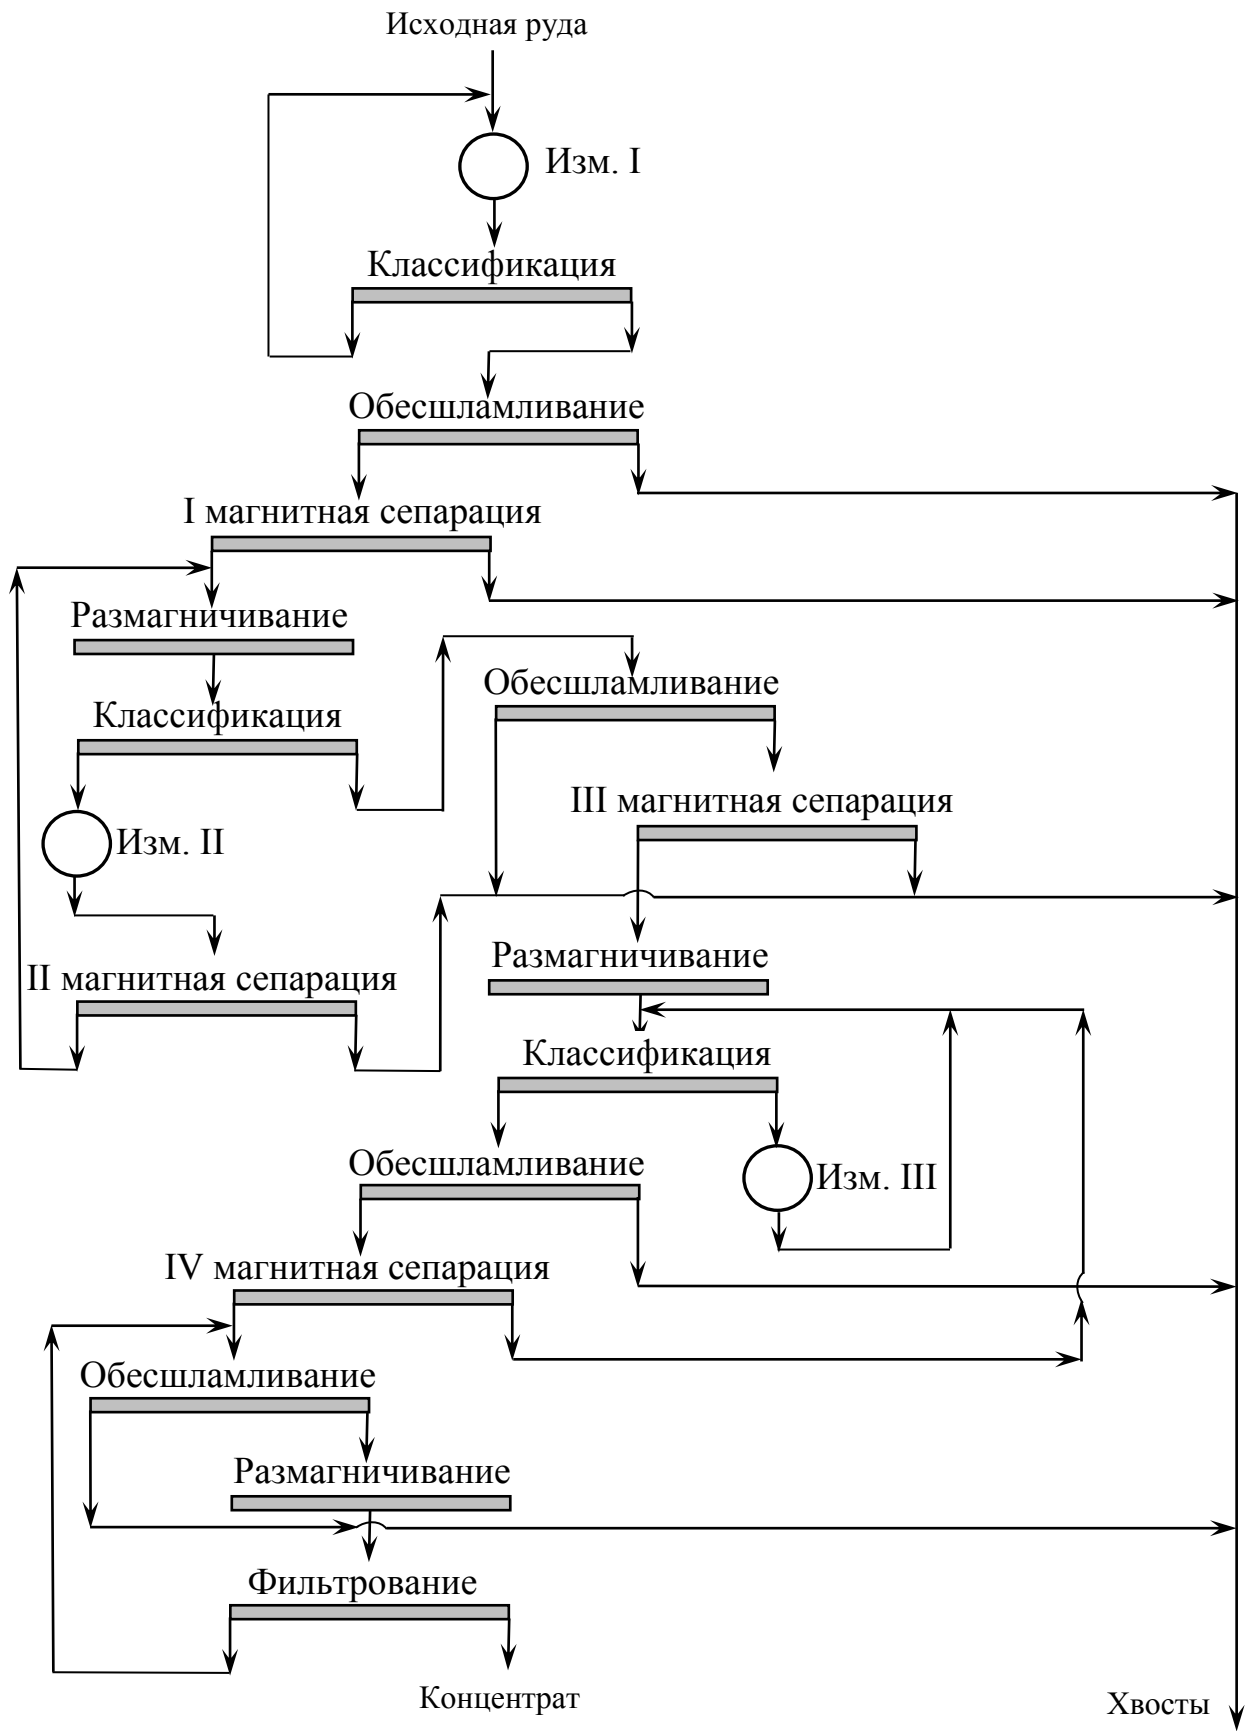 Исходная руда
Изм. I
Классификация
Обесшламливание
I магнитная сепарация
Размагничивание
Обесшламливание
Классификация
III магнитная сепарация
Изм. II
Размагничивание
II магнитная сепарация
Классификация
Обесшламливание
Изм. III
IV магнитная сепарация
Обесшламливание
Размагничивание
Фильтрование
Концентрат
Хвосты